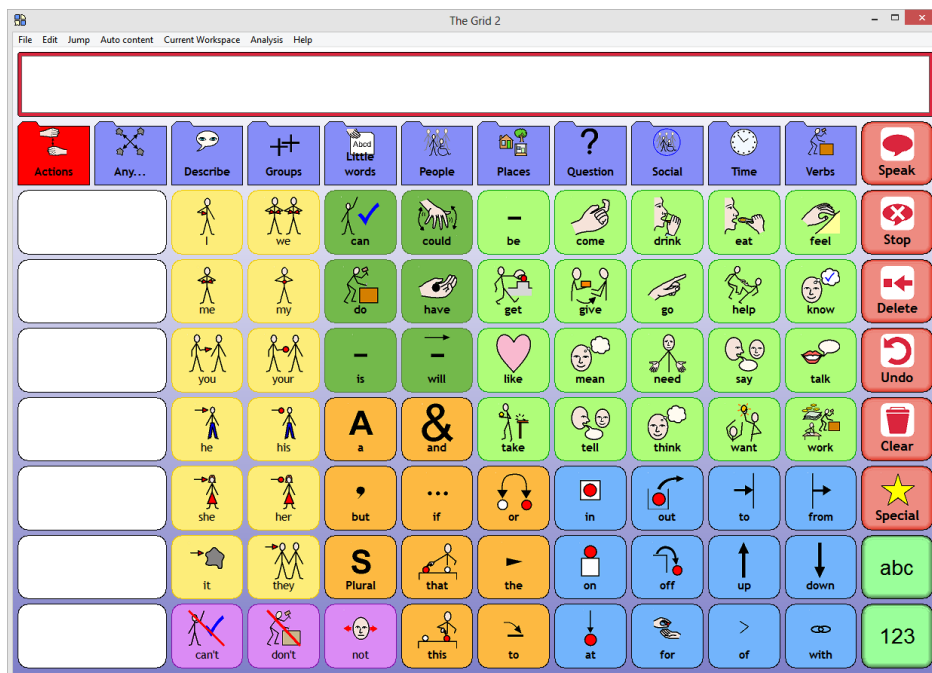 The Grid 2
File Edit Jump Auto content Current Workspace Analysis Help
Abcd
Actions Any... Describe Groups Little words People Places Question Social Time Verbs Speak
I we can could be come drink eat feel Stop
me my do have get give go help know Delete
you your is will like mean need say talk Undo
A &
he his a and take tell think want work Clear
she her but if or in out to from Special
S
it they Plural that the on off up down abc
can't don't not this to at for of with 123